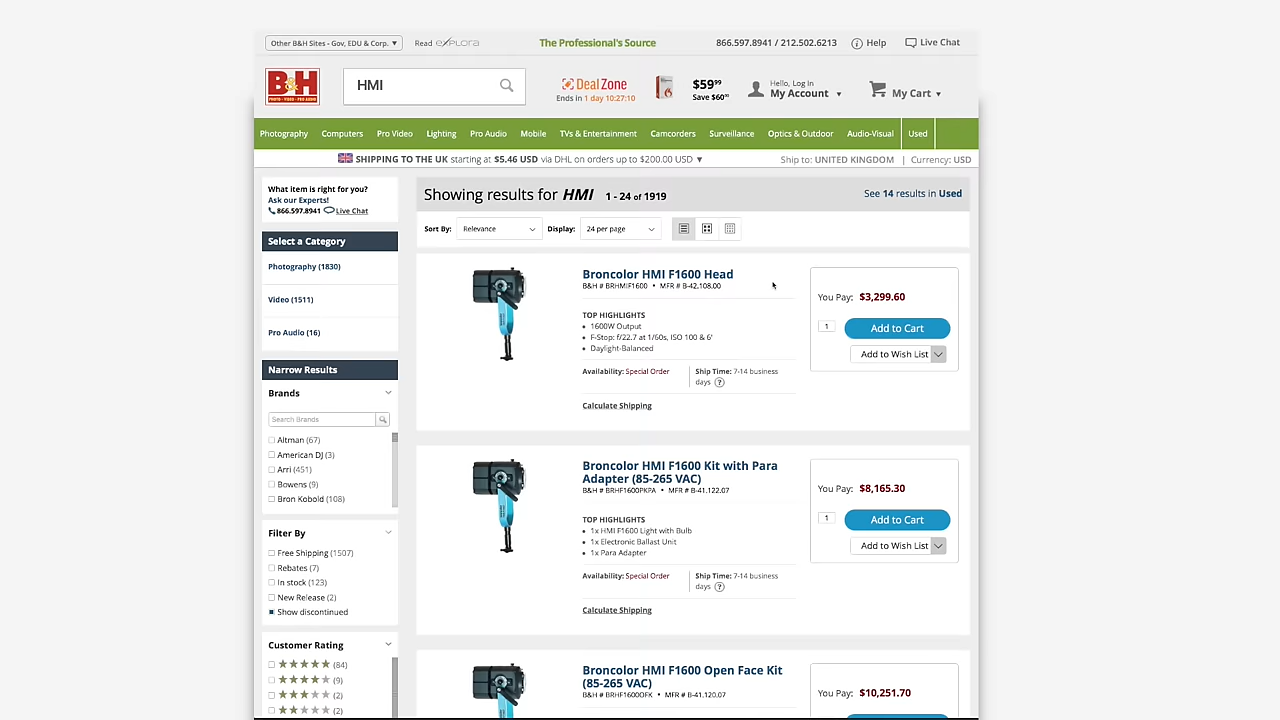 Other B&H Sites - Gov, EDU & Corp. ▾
Read eXPLORA
The Professional's Source
866.597.8941 / 212.502.6213
Help
Live Chat
B&H
PHOTO · VIDEO · PRO AUDIO
HMI
Deal Zone
Ends in 1 day 10:27:10
$59.99
Save $60
Hello, Log In
My Account ▾
My Cart ▾
Photography
Computers
Pro Video
Lighting
Pro Audio
Mobile
TVs & Entertainment
Camcorders
Surveillance
Optics & Outdoor
Audio-Visual
Used
SHIPPING TO THE UK starting at $5.46 USD via DHL on orders up to $200.00 USD ▾
Ship to: UNITED KINGDOM | Currency: USD
What item is right for you?
Ask our Experts!
866.597.8941 Live Chat
Select a Category
Photography (1830)
Video (1511)
Pro Audio (16)
Narrow Results
Brands
Search Brands
Altman (67)
American DJ (3)
Arri (451)
Bowens (9)
Bron Kobold (108)
Filter By
Free Shipping (1507)
Rebates (7)
In stock (123)
New Release (2)
Show discontinued
Customer Rating
(84)
(9)
(2)
(2)
Showing results for HMI 1 - 24 of 1919
See 14 results in Used
Sort By: Relevance
Display: 24 per page
Broncolor HMI F1600 Head
B&H # BRHMIF1600 • MFR # B-42.108.00
TOP HIGHLIGHTS
• 1600W Output
• F-Stop: f/22.7 at 1/60s, ISO 100 & 6'
• Daylight-Balanced
Availability: Special Order
Ship Time: 7-14 business
days ?
Calculate Shipping
You Pay: $3,299.60
1
Add to Cart
Add to Wish List
Broncolor HMI F1600 Kit with Para
Adapter (85-265 VAC)
B&H # BRHF1600PKPA • MFR # B-41.122.07
TOP HIGHLIGHTS
• 1x HMI F1600 Light with Bulb
• 1x Electronic Ballast Unit
• 1x Para Adapter
Availability: Special Order
Ship Time: 7-14 business
days ?
Calculate Shipping
You Pay: $8,165.30
1
Add to Cart
Add to Wish List
Broncolor HMI F1600 Open Face Kit
(85-265 VAC)
B&H # BRHF1600OFK • MFR # B-41.120.07
You Pay: $10,251.70